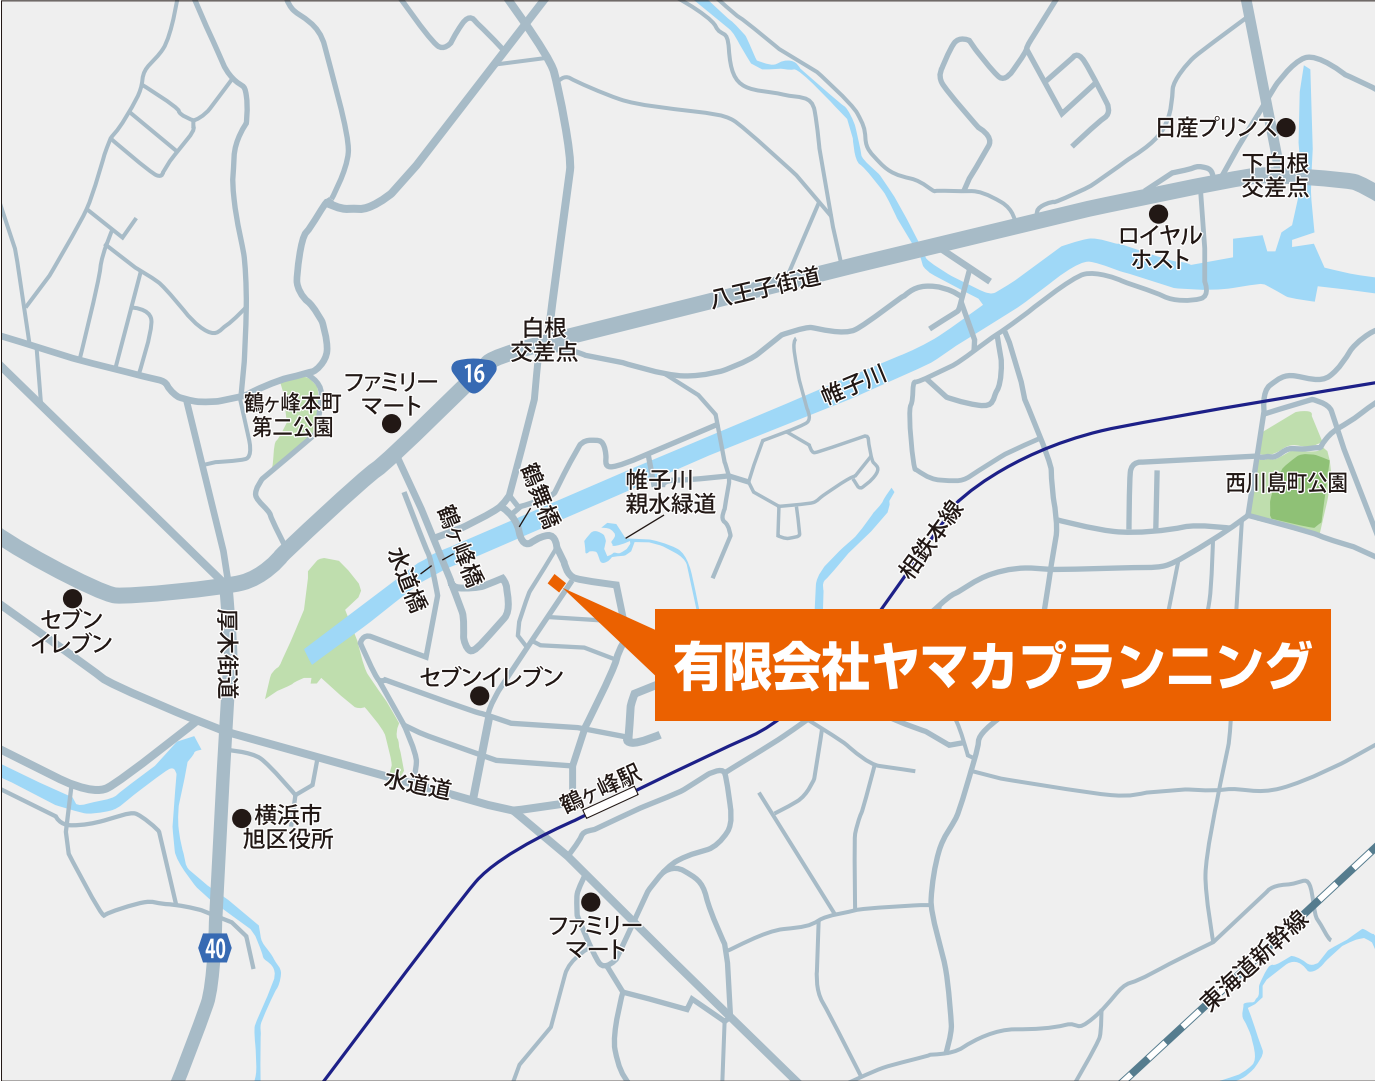 日産プリンス
下白根
交差点
ロイヤル
ホスト
八王子街道
白根
交差点
16
ファミリー
マート
鶴ヶ峰本町
第二公園
帷子川
鶴舞橋
帷子川
親水緑道
鶴ヶ峰橋
水道橋
西川島町公園
相鉄本線
セブン
イレブン
厚木街道
有限会社ヤマカプランニング
セブンイレブン
水道道
鶴ヶ峰駅
横浜市
旭区役所
ファミリー
マート
40
東海道新幹線